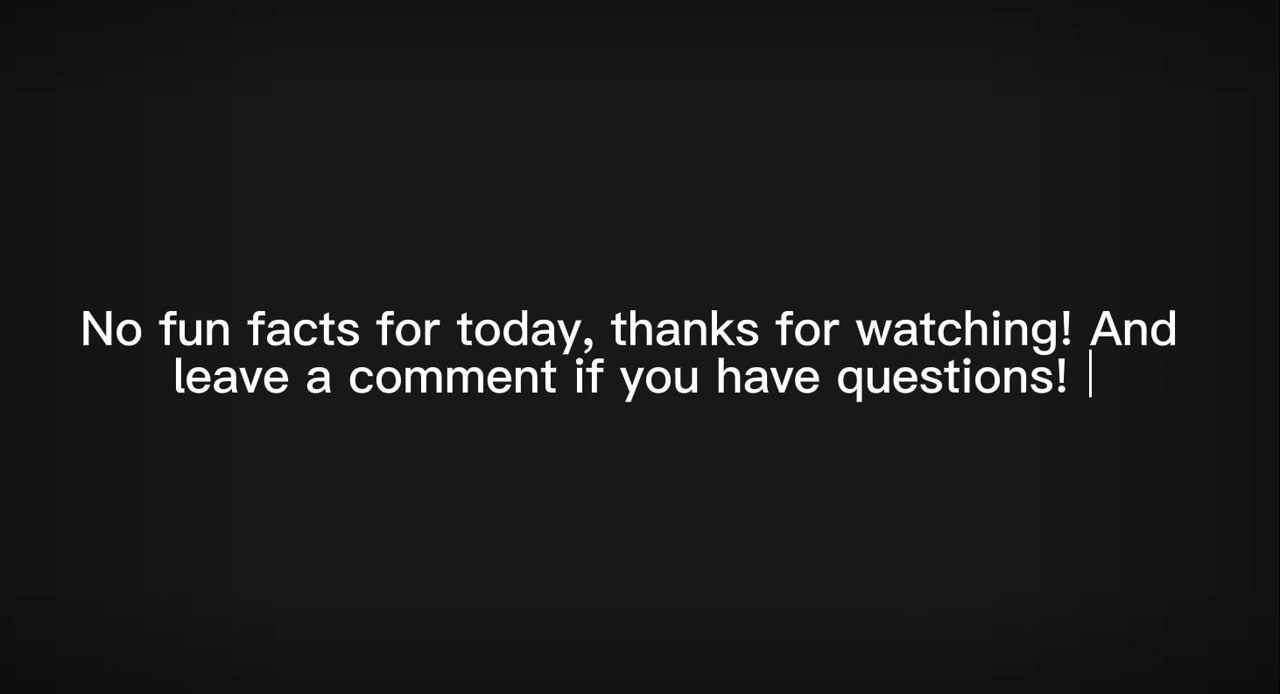 No fun facts for today, thanks for watching! And
leave a comment if you have questions!